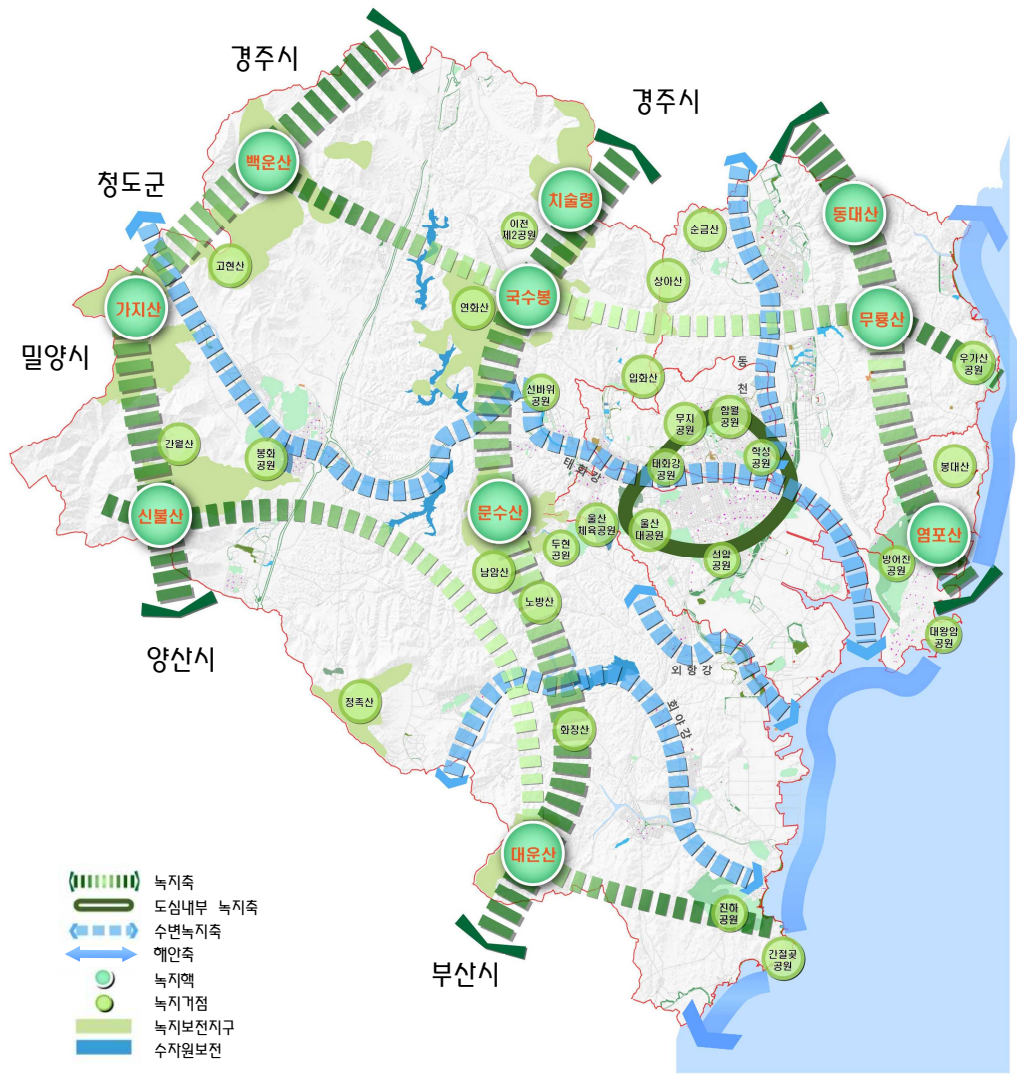 경주시
경주시
백운산
청도군
치술령
동대산
이전
제2공원
순금산
고현산
상아산
가지산
연화산
국수봉
무룡산
밀양시
우가산
공원
동천
입화산
선바위
공원
무지
공원
함월
공원
간월산
봉화
공원
태화강
태화강
공원
학성
공원
봉대산
신불산
문수산
울산
체육공원
울산
대공원
염포산
두현
공원
선암
공원
방어진
공원
남암산
노방산
대왕암
공원
양산시
외항강
정족산
회야강
화장산
대운산
진하
공원
부산시
간절곶
공원
녹지축
도심내부 녹지축
수변녹지축
해안축
녹지핵
녹지거점
녹지보전지구
수자원보전